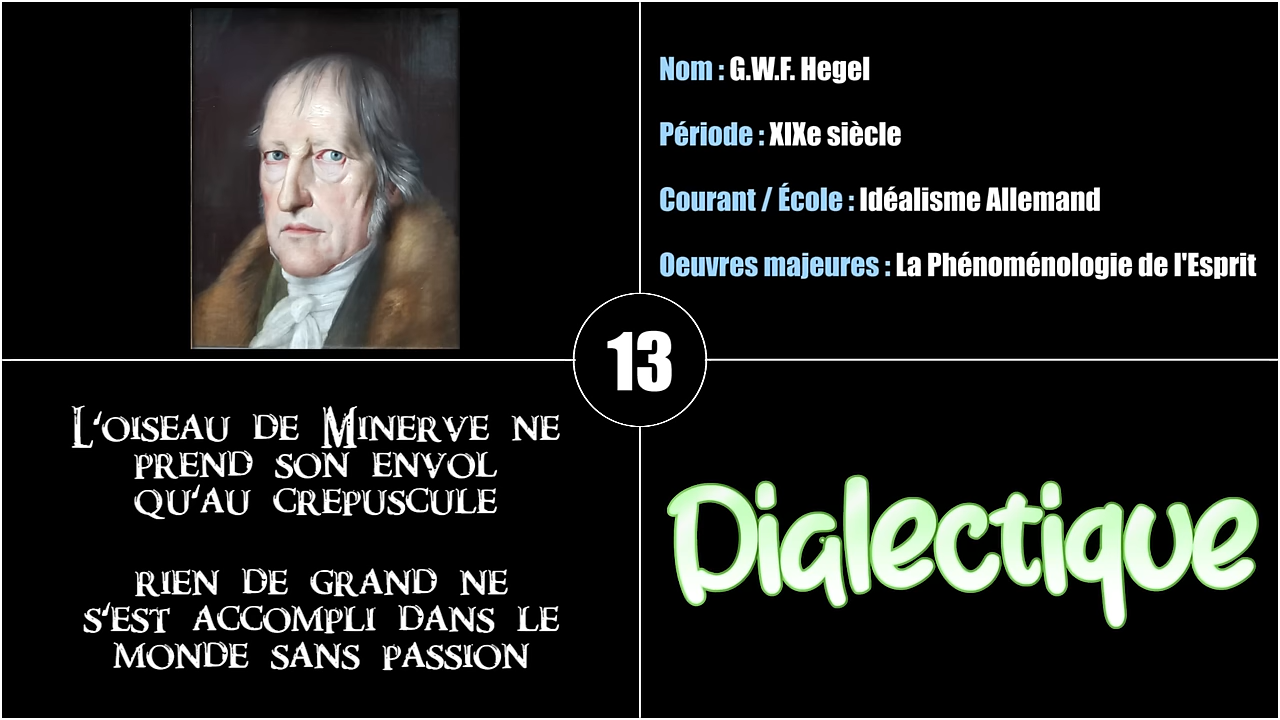 Nom : G.W.F. Hegel
Période : XIXe siècle
Courant / École : Idéalisme Allemand
Oeuvres majeures : La Phénoménologie de l'Esprit
13
L'oiseau de Minerve ne
prend son envol
qu'au crepuscule
rien de grand ne
s'est accompli dans le
monde sans passion
Dialectique